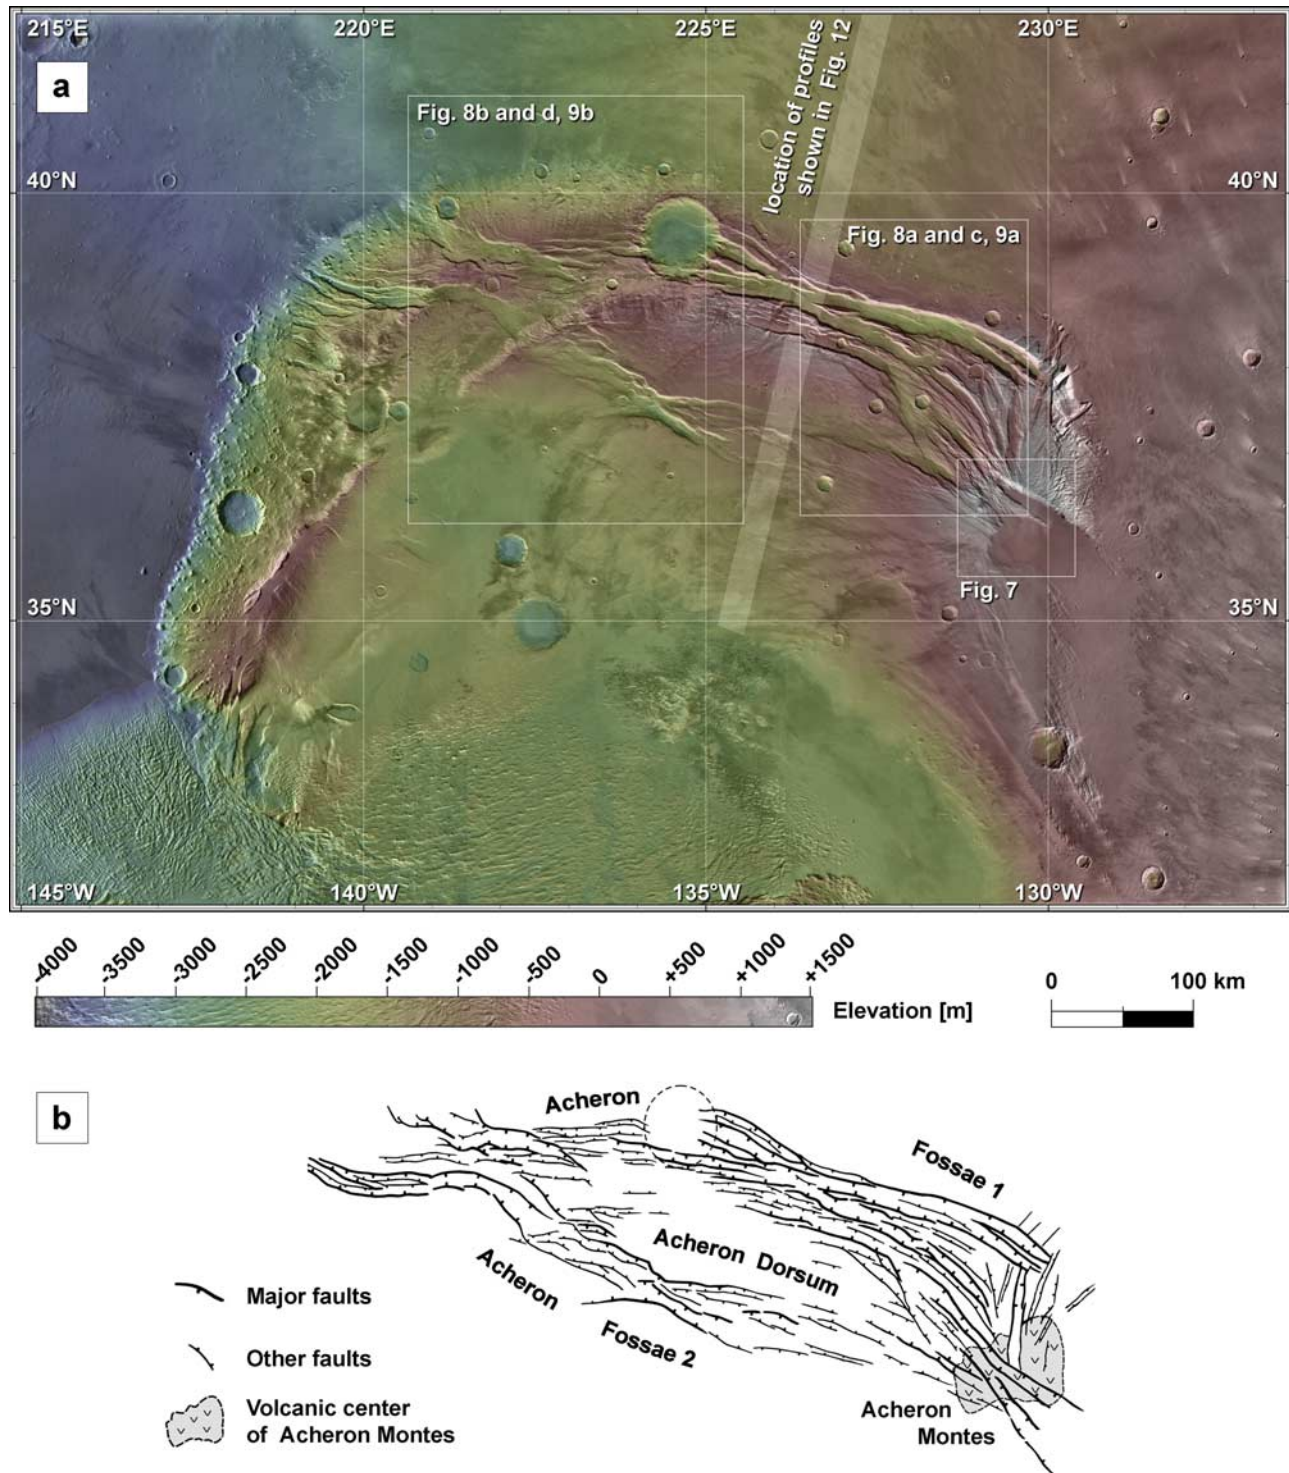 215°E
220°E
225°E
230°E
a
Fig. 8b and d, 9b
location of profiles
shown in Fig. 12
40°N
40°N
Fig. 8a and c, 9a
Fig. 7
35°N
35°N
145°W
140°W
135°W
130°W
-4000
-3500
-3000
-2500
-2000
-1500
-1000
-500
0
+500
+1000
+1500
Elevation [m]
0
100 km
b
Acheron
Fossae 1
Acheron Dorsum
Acheron
Fossae 2
Major faults
Other faults
Volcanic center
of Acheron Montes
Acheron
Montes